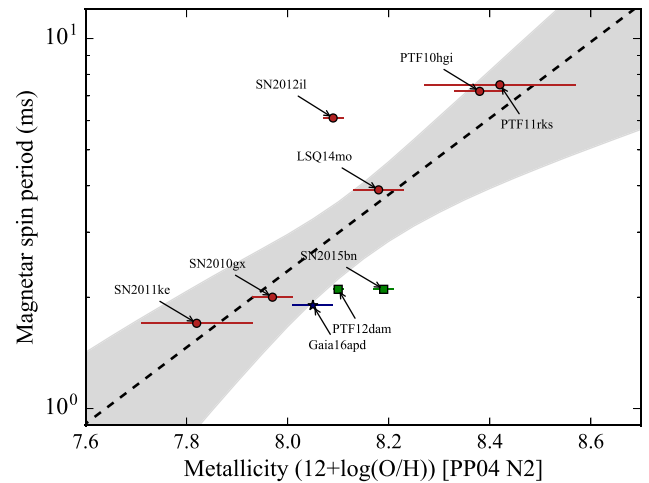 10¹
PTF10hgi
SN2012il
PTF11rks
LSQ14mo
SN2010gx
SN2015bn
SN2011ke
PTF12dam
Gaia16apd
10⁰
7.6 7.8 8.0 8.2 8.4 8.6
Metallicity (12+log(O/H)) [PP04 N2]
Magnetar spin period (ms)